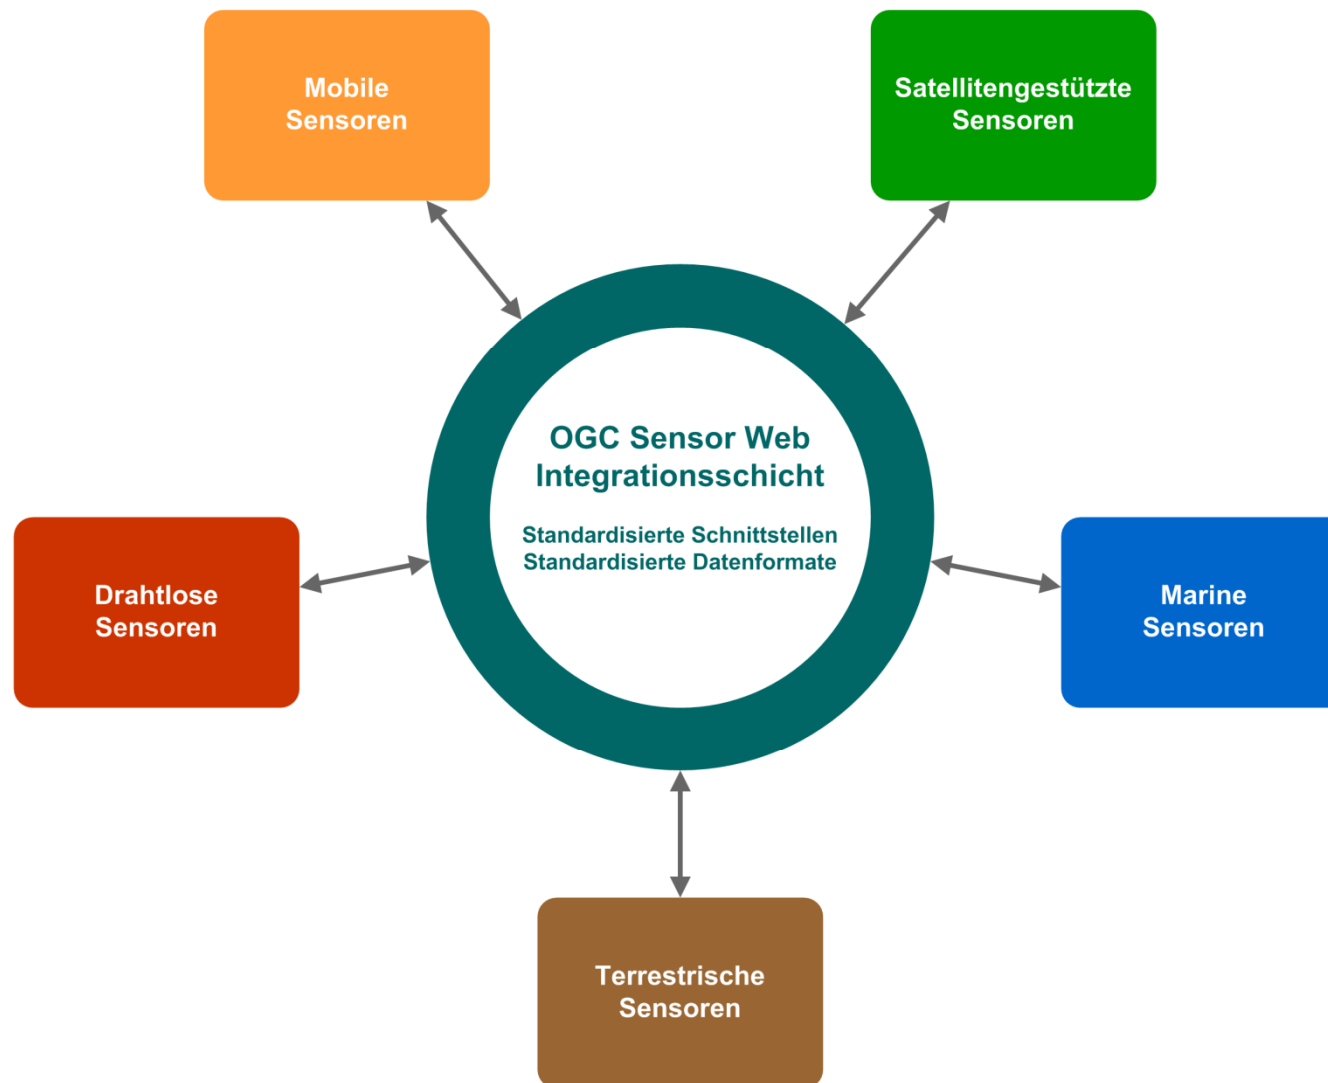 Mobile
Sensoren
Satellitengestützte
Sensoren
OGC Sensor Web
Integrationsschicht
Standardisierte Schnittstellen
Standardisierte Datenformate
Drahtlose
Sensoren
Marine
Sensoren
Terrestrische
Sensoren